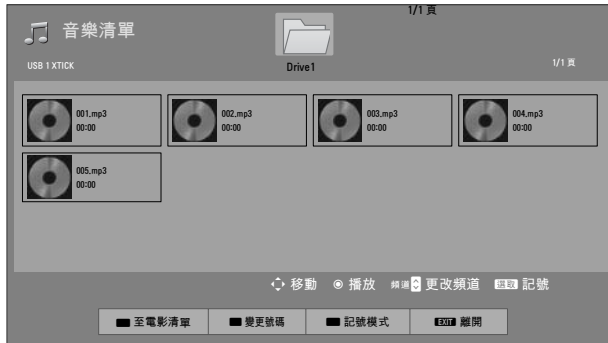 1/1 頁
音樂清單
USB 1 XTICK
Drive1
1/1 頁
001.mp3
00:00
002.mp3
00:00
003.mp3
00:00
004.mp3
00:00
005.mp3
00:00
移動 播放 頻道 更改頻道 選取 記號
至電影清單 變更號碼 記號模式 EXIT 離開